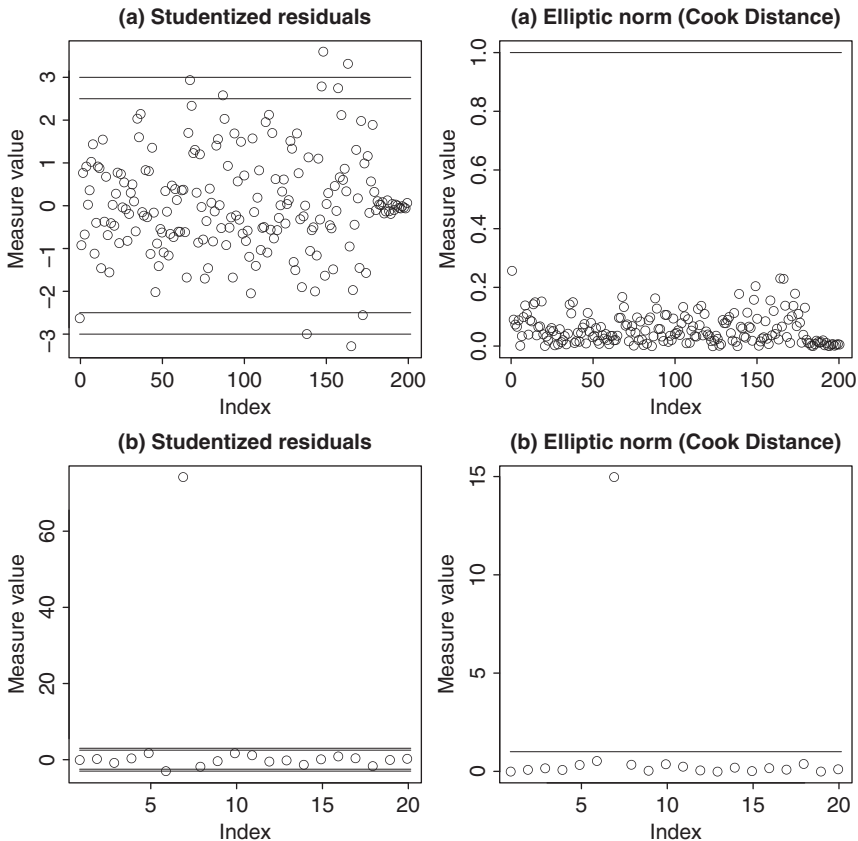 (a) Studentized residuals
Measure value
3
2
1
0
−1
−2
−3
0 50 100 150 200
Index
(a) Elliptic norm (Cook Distance)
Measure value
1.0
0.8
0.6
0.4
0.2
0.0
0 50 100 150 200
Index
(b) Studentized residuals
Measure value
60
40
20
0
5 10 15 20
Index
(b) Elliptic norm (Cook Distance)
Measure value
15
10
5
0
5 10 15 20
Index